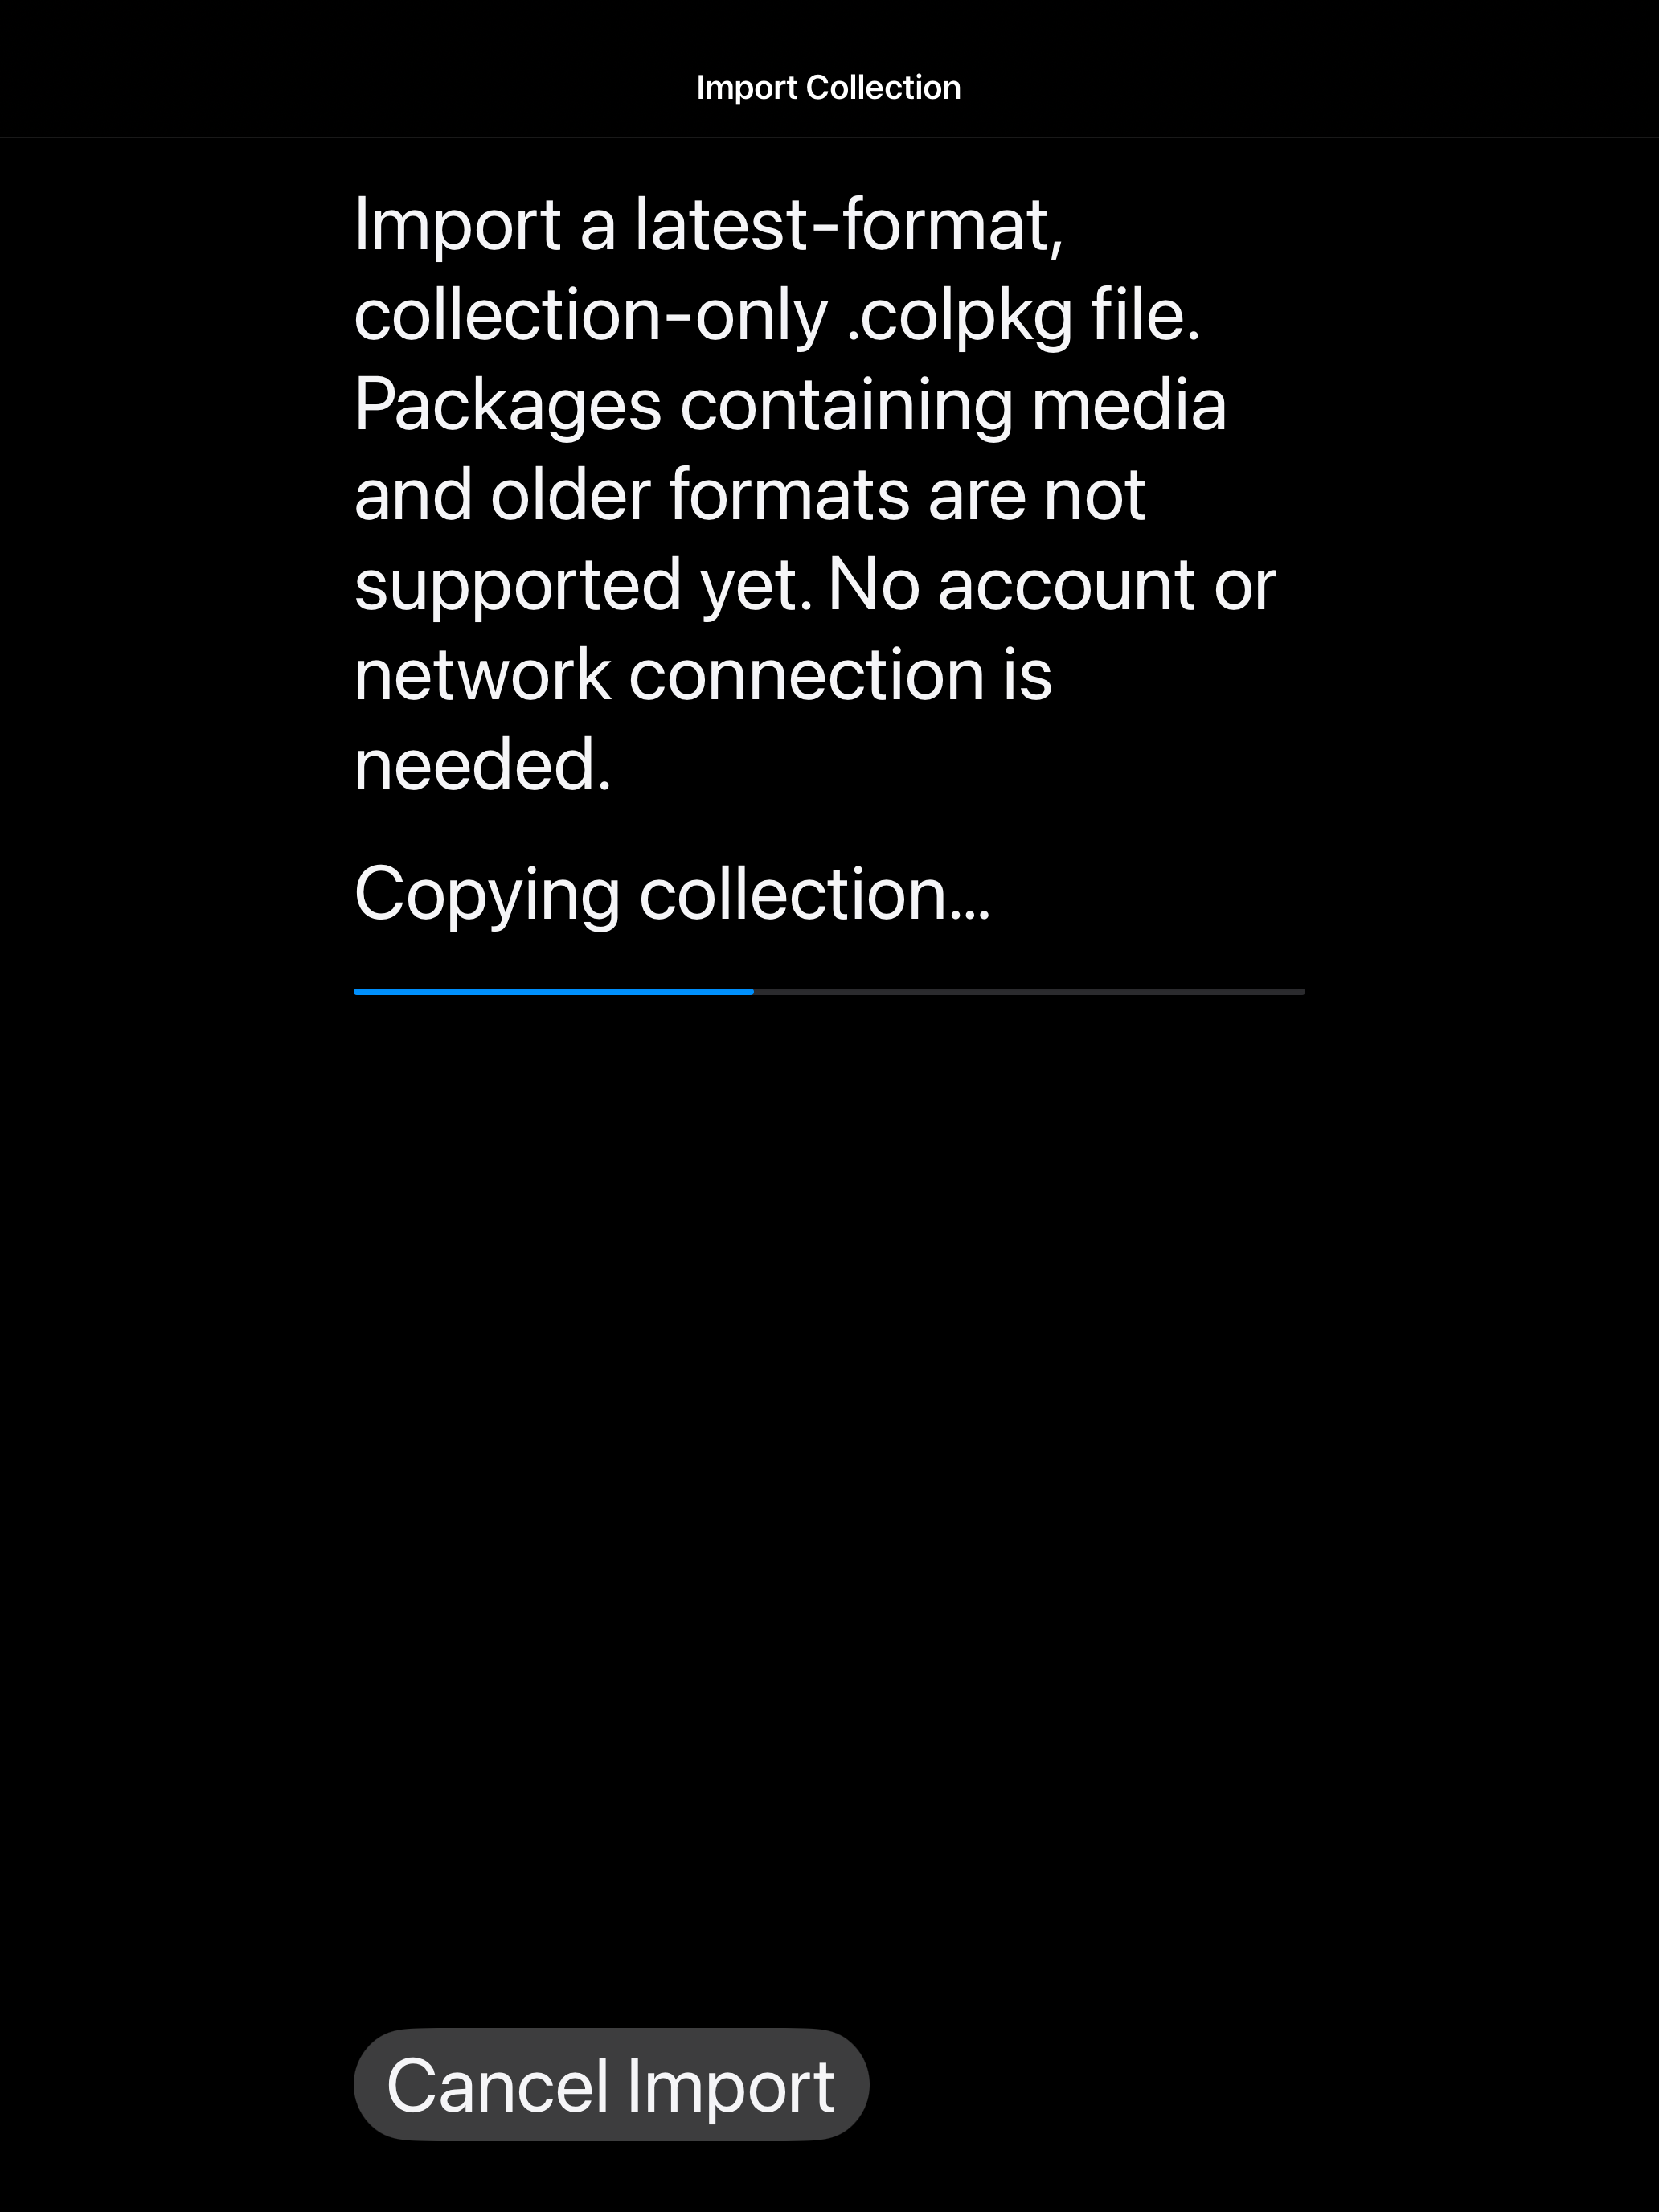 Import Collection
Import a latest-format,
collection-only .colpkg file.
Packages containing media
and older formats are not
supported yet. No account or
network connection is
needed.
Copying collection…
Cancel Import